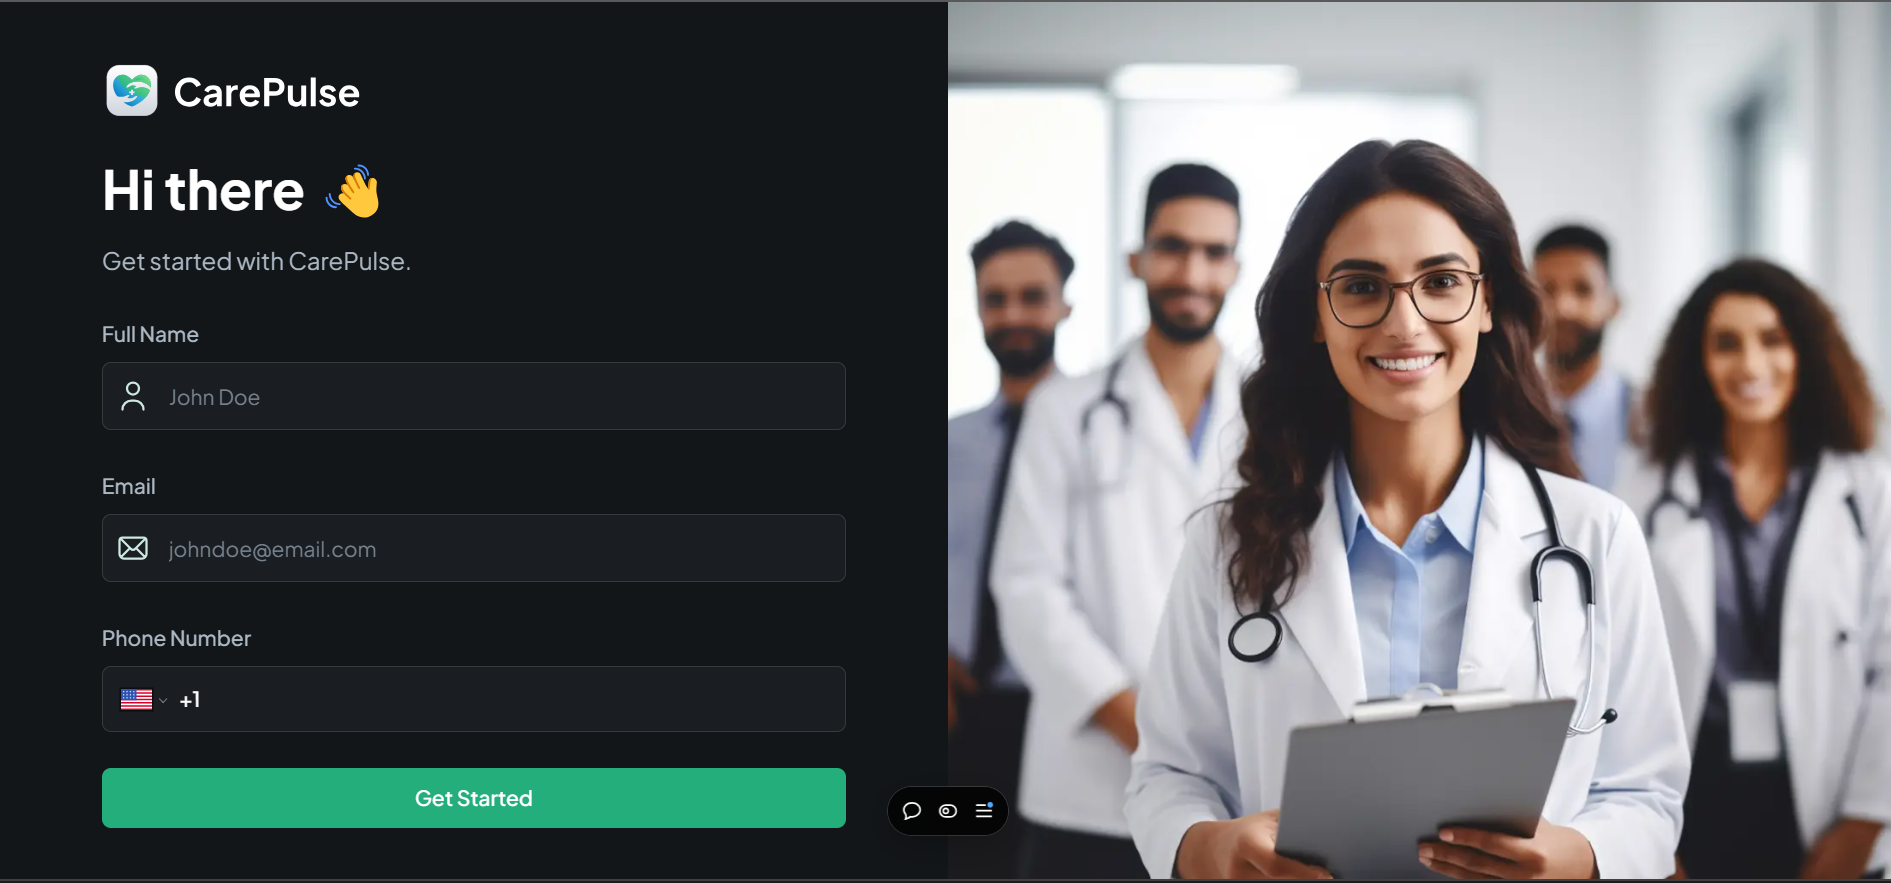 CarePulse
Hi there 👋
Get started with CarePulse.
Full Name
John Doe
Email
johndoe@email.com
Phone Number
+1
Get Started